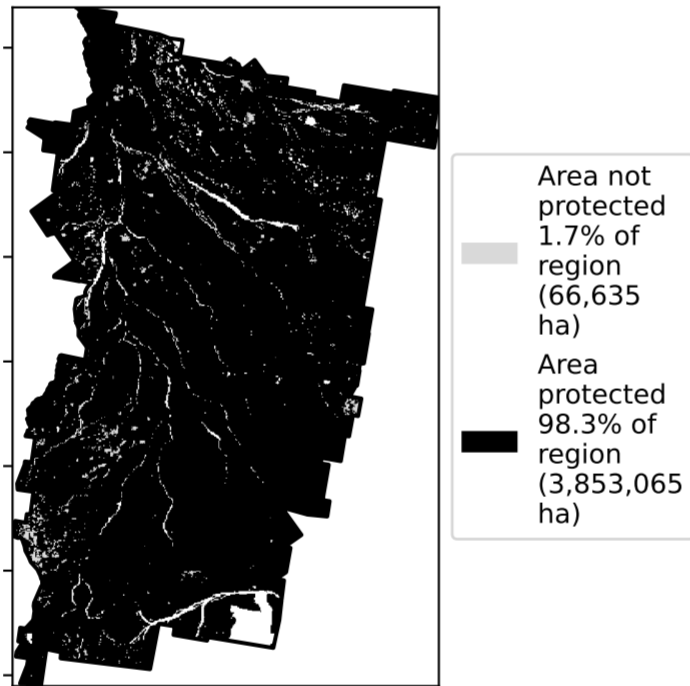 Area not
protected
1.7% of
region
(66,635
ha)
Area
protected
98.3% of
region
(3,853,065
ha)